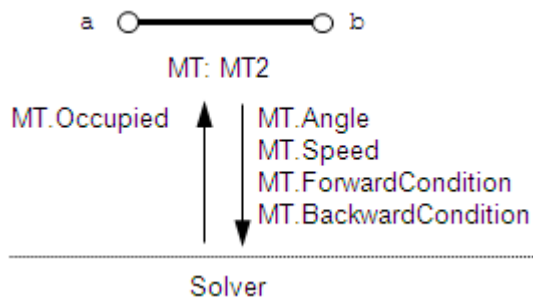 a b
MT: MT2
MT.Occupied
MT.Angle
MT.Speed
MT.ForwardCondition
MT.BackwardCondition
Solver